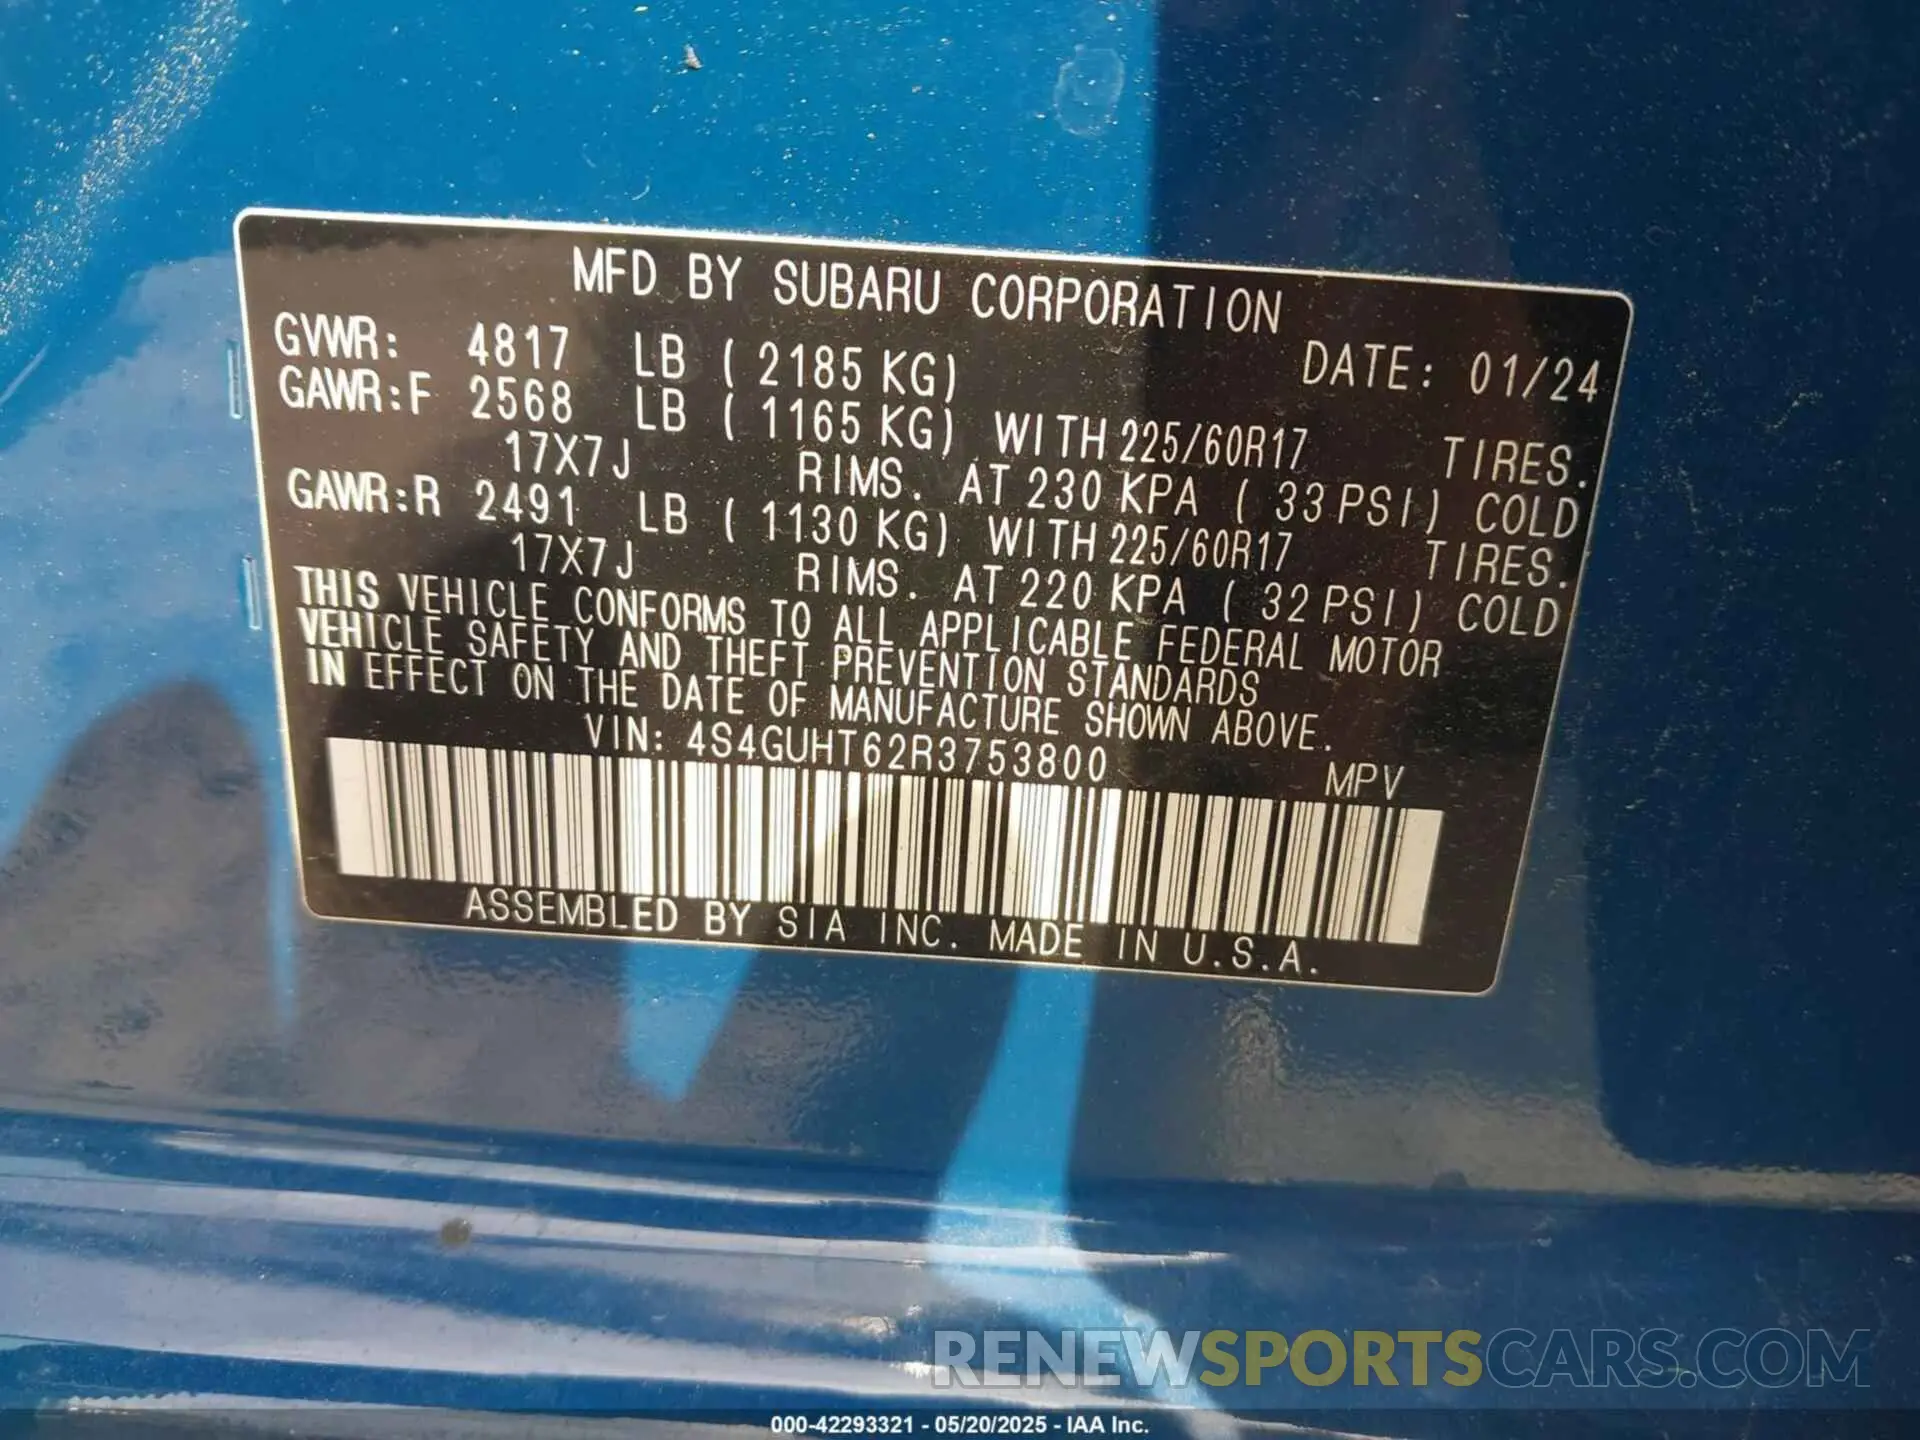 MFD BY SUBARU CORPORATION
GVWR: 4817 LB ( 2185 KG) DATE: 01/24
GAWR:F 2568 LB ( 1165 KG) WITH 225/60R17 TIRES.
17X7J RIMS. AT 230 KPA ( 33 PSI) COLD
GAWR:R 2491 LB ( 1130 KG) WITH 225/60R17 TIRES.
17X7J RIMS. AT 220 KPA ( 32 PSI) COLD
THIS VEHICLE CONFORMS TO ALL APPLICABLE FEDERAL MOTOR
VEHICLE SAFETY AND THEFT PREVENTION STANDARDS
IN EFFECT ON THE DATE OF MANUFACTURE SHOWN ABOVE.
VIN: 4S4GUHT62R3753800 MPV
ASSEMBLED BY SIA INC. MADE IN U.S.A.
RENEWSPORTSCARS.COM
000-42293321 - 05/20/2025 - IAA Inc.